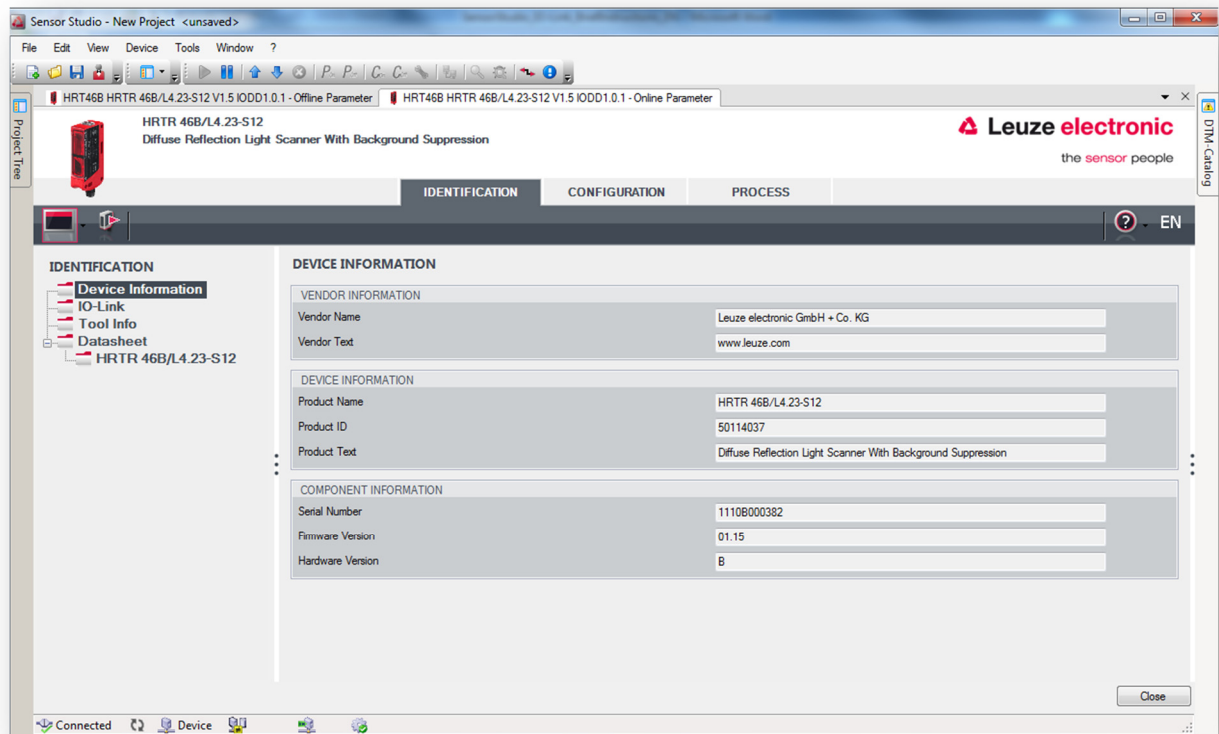 Sensor Studio - New Project <unsaved>
File Edit View Device Tools Window ?
HRT46B HRTR 46B/L4.23-S12 V1.5 IODD1.0.1 - Offline Parameter HRT46B HRTR 46B/L4.23-S12 V1.5 IODD1.0.1 - Online Parameter
Project Tree
DTM-Catalog
HRTR 46B/L4.23-S12
Diffuse Reflection Light Scanner With Background Suppression
Leuze electronic
the sensor people
IDENTIFICATION CONFIGURATION PROCESS
EN
IDENTIFICATION
Device Information
IO-Link
Tool Info
Datasheet
HRTR 46B/L4.23-S12
DEVICE INFORMATION
VENDOR INFORMATION
Vendor Name Leuze electronic GmbH + Co. KG
Vendor Text www.leuze.com
DEVICE INFORMATION
Product Name HRTR 46B/L4.23-S12
Product ID 50114037
Product Text Diffuse Reflection Light Scanner With Background Suppression
COMPONENT INFORMATION
Serial Number 1110B000382
Firmware Version 01.15
Hardware Version B
Close
Connected Device